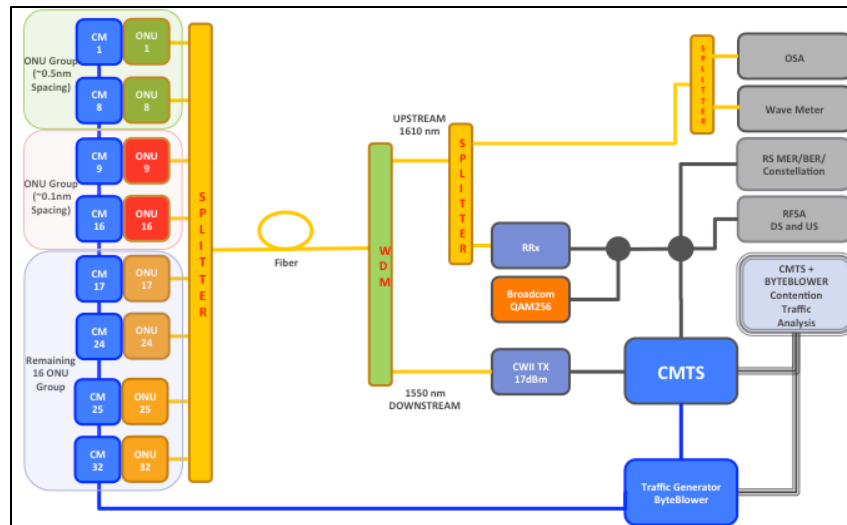 ONU Group
(~0.5nm
Spacing)
CM
1
ONU
1
CM
8
ONU
8
ONU Group
(~0.1nm
Spacing)
CM
9
ONU
9
CM
16
ONU
16
Remaining
16 ONU
Group
CM
17
ONU
17
CM
24
ONU
24
CM
25
ONU
25
CM
32
ONU
32
SPLITTER
Fiber
WDM
UPSTREAM
1610 nm
SPLITTER
SPLITTER
OSA
Wave Meter
RS MER/BER/
Constellation
RFSA
DS and US
RRx
Broadcom
QAM256
CMTS +
BYTEBLOWER
Contention
Traffic
Analysis
1550 nm
DOWNSTREAM
CWII TX
17dBm
CMTS
Traffic Generator
ByteBlower